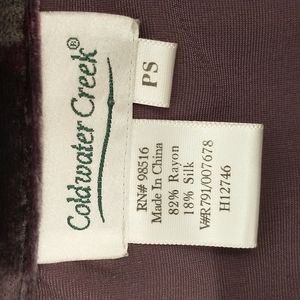 Coldwater Creek®
PS
RN# 98516
Made In China
82% Rayon
18% Silk
V#R791/007678
H12746